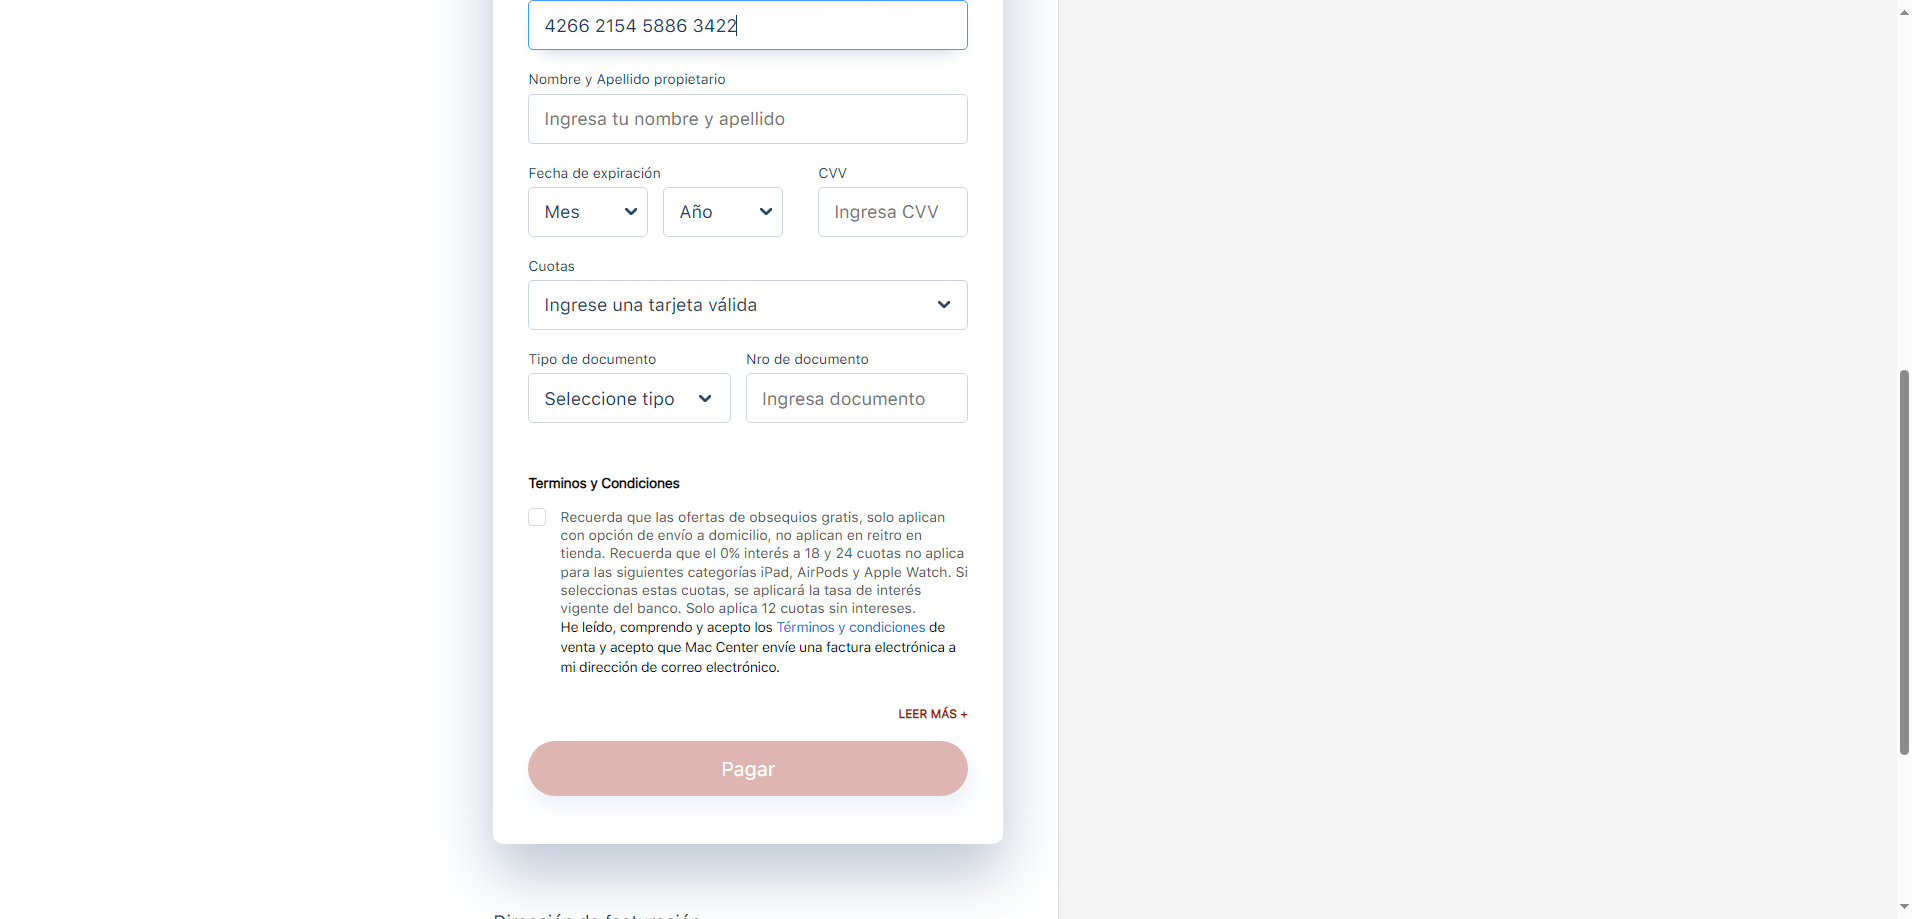 4266 2154 5886 3422
Nombre y Apellido propietario
Ingresa tu nombre y apellido
Fecha de expiración CVV
Mes Año Ingresa CVV
Cuotas
Ingrese una tarjeta válida
Tipo de documento Nro de documento
Seleccione tipo Ingresa documento
Terminos y Condiciones
Recuerda que las ofertas de obsequios gratis, solo aplican
con opción de envío a domicilio, no aplican en reitro en
tienda. Recuerda que el 0% interés a 18 y 24 cuotas no aplica
para las siguientes categorías iPad, AirPods y Apple Watch. Si
seleccionas estas cuotas, se aplicará la tasa de interés
vigente del banco. Solo aplica 12 cuotas sin intereses.
He leído, comprendo y acepto los Términos y condiciones de
venta y acepto que Mac Center envíe una factura electrónica a
mi dirección de correo electrónico.
LEER MÁS +
Pagar
Dirección de facturación